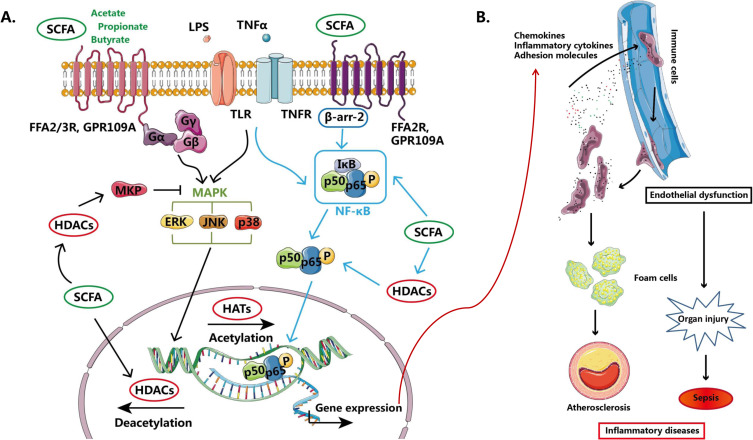 A.
SCFA
Acetate
Propionate
Butyrate
LPS
TNFα
SCFA
FFA2/3R, GPR109A
Gα
Gγ
Gβ
TLR
TNFR
β-arr-2
FFA2R,
GPR109A
MKP
MAPK
IκB
p50
p65
P
NF-κB
HDACs
ERK
JNK
p38
SCFA
p50
p65
P
HDACs
SCFA
HATs
Acetylation
p50
p65
P
HDACs
Deacetylation
Gene expression
B.
Chemokines
Inflammatory cytokines
Adhesion molecules
Immune cells
Endothelial dysfunction
Foam cells
Organ injury
Atherosclerosis
Sepsis
Inflammatory diseases